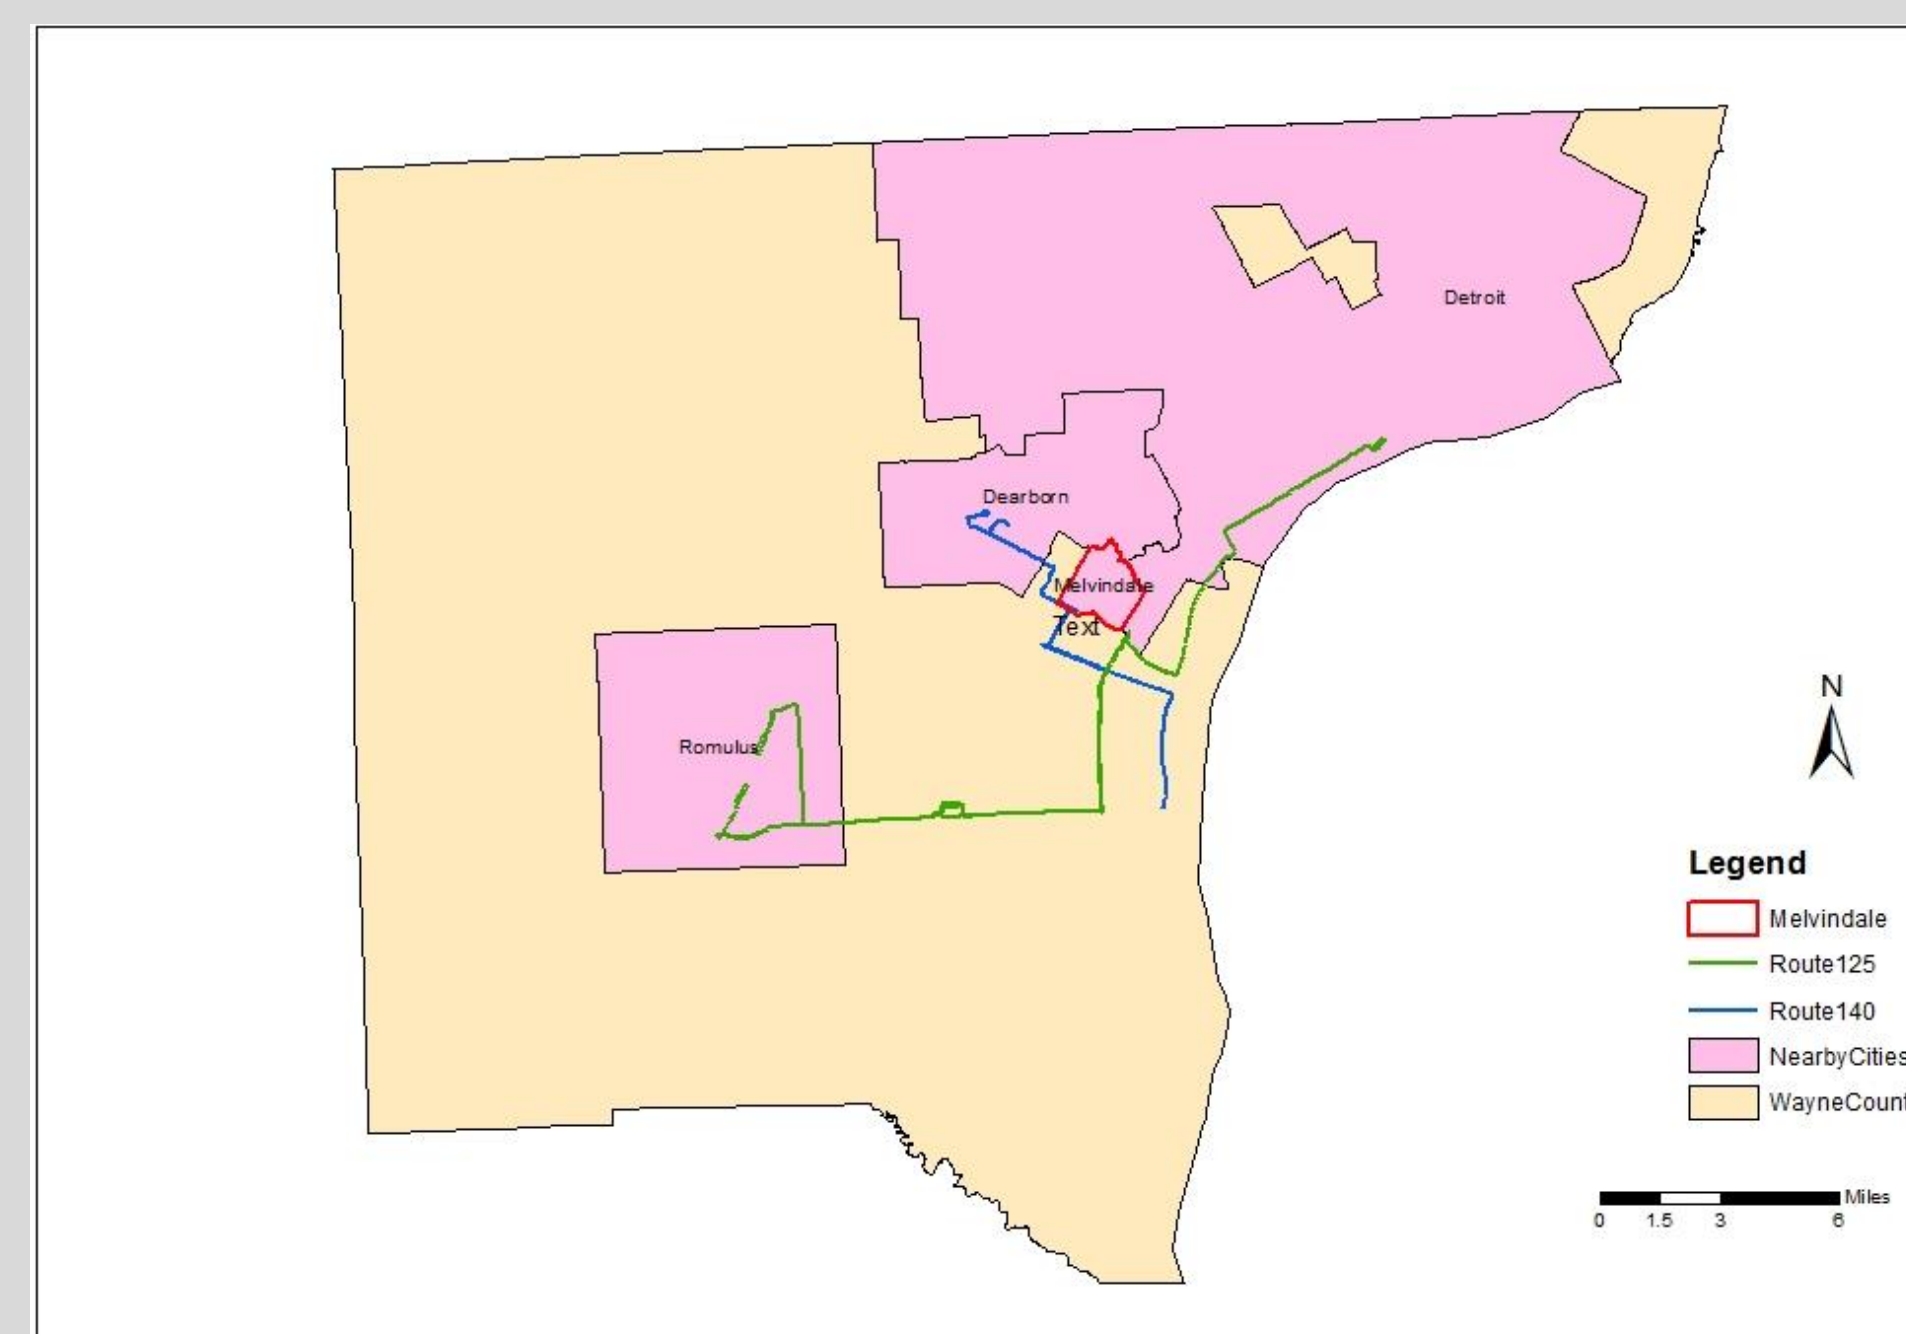 Detroit
Dearborn
Melvindale
Text
Romulus
N
Legend
Melvindale
Route125
Route140
NearbyCities
WayneCount
Miles
0 1.5 3 6